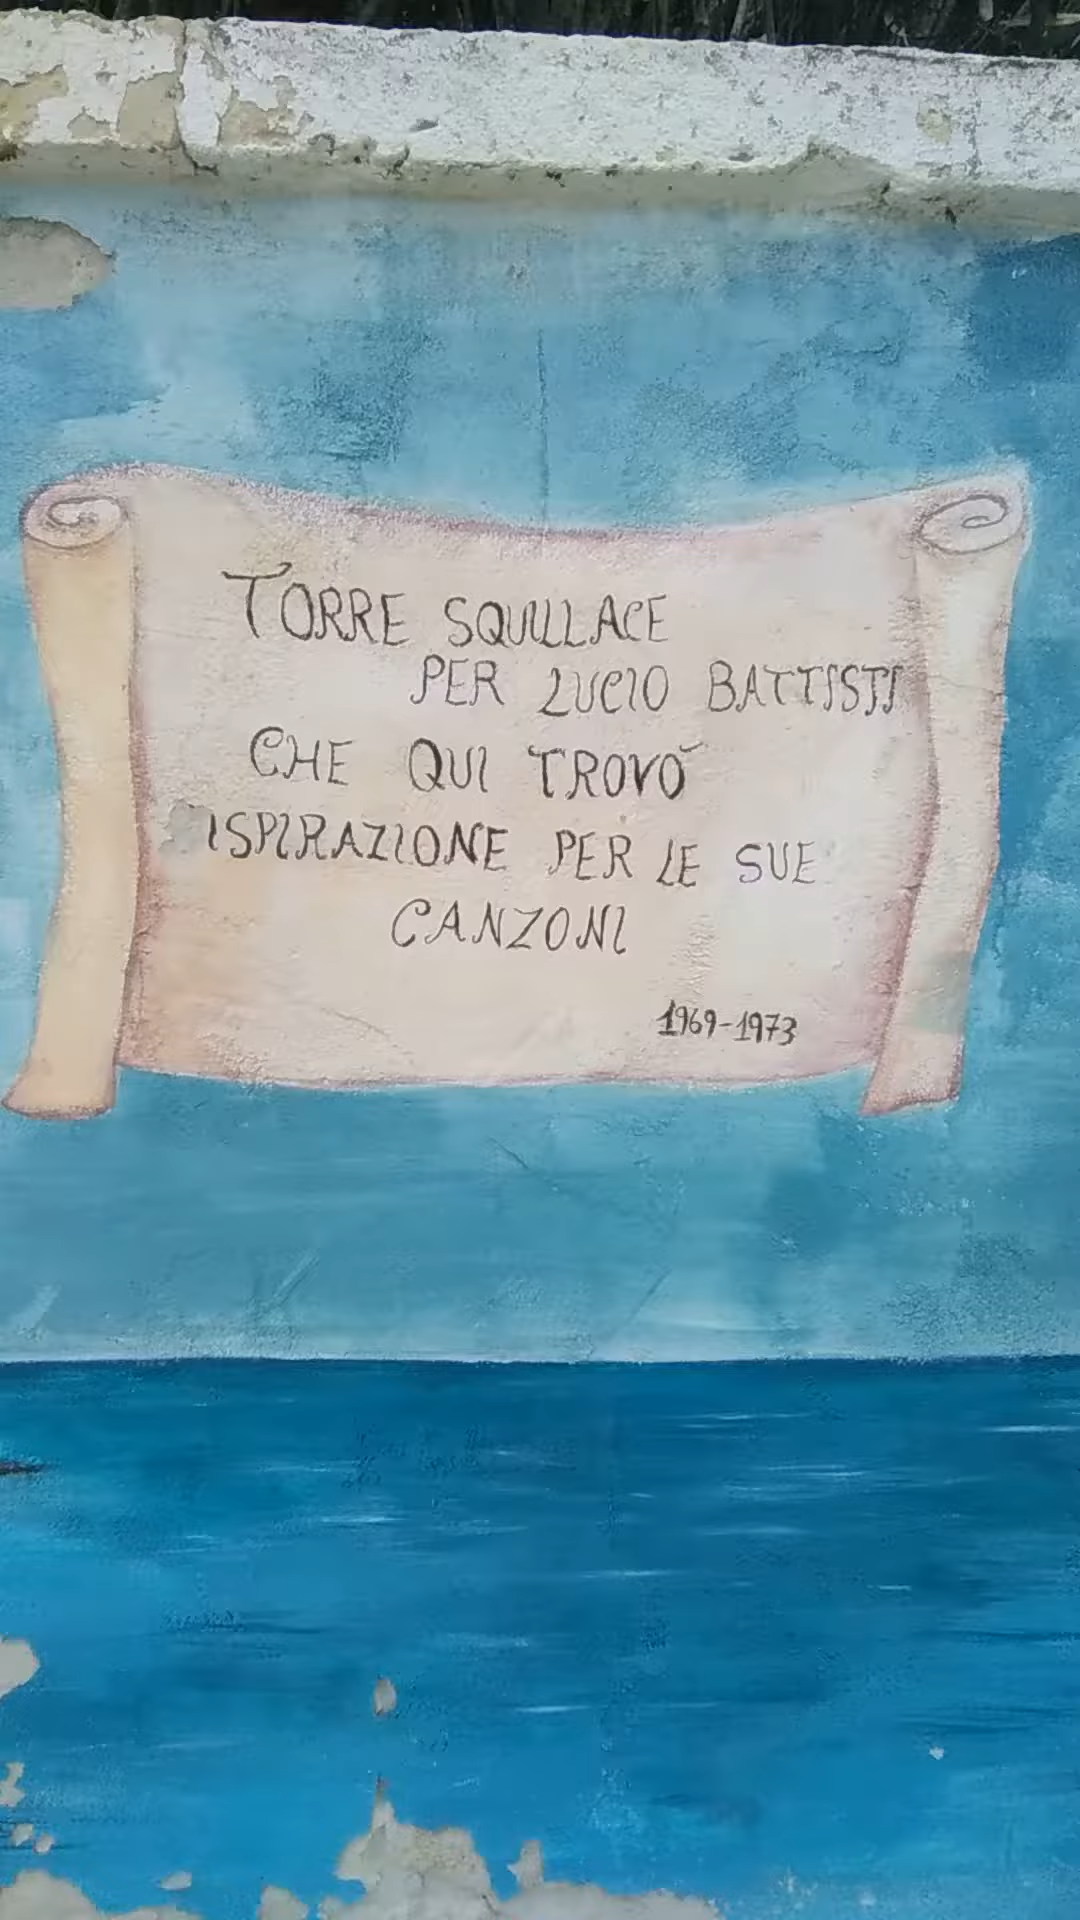 TORRE SQUILLACE
PER LUCIO BATTISTI
CHE QUI TROVÒ
ISPIRAZIONE PER LE SUE
CANZONI
1969-1973